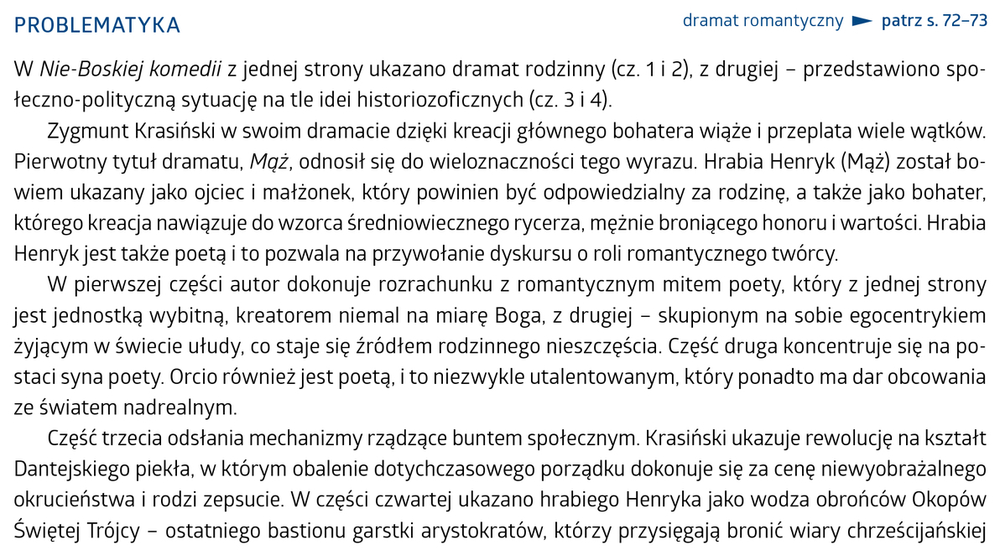 PROBLEMATYKA
dramat romantyczny ► patrz s. 72–73
W Nie-Boskiej komedii z jednej strony ukazano dramat rodzinny (cz. 1 i 2), z drugiej – przedstawiono spo-
łeczno-polityczną sytuację na tle idei historiozoficznych (cz. 3 i 4).
Zygmunt Krasiński w swoim dramacie dzięki kreacji głównego bohatera wiąże i przeplata wiele wątków.
Pierwotny tytuł dramatu, Mąż, odnosił się do wieloznaczności tego wyrazu. Hrabia Henryk (Mąż) został bo-
wiem ukazany jako ojciec i małżonek, który powinien być odpowiedzialny za rodzinę, a także jako bohater,
którego kreacja nawiązuje do wzorca średniowiecznego rycerza, mężnie broniącego honoru i wartości. Hrabia
Henryk jest także poetą i to pozwala na przywołanie dyskursu o roli romantycznego twórcy.
W pierwszej części autor dokonuje rozrachunku z romantycznym mitem poety, który z jednej strony
jest jednostką wybitną, kreatorem niemal na miarę Boga, z drugiej – skupionym na sobie egocentrykiem
żyjącym w świecie ułudy, co staje się źródłem rodzinnego nieszczęścia. Część druga koncentruje się na po-
staci syna poety. Orcio również jest poetą, i to niezwykle utalentowanym, który ponadto ma dar obcowania
ze światem nadrealnym.
Część trzecia odsłania mechanizmy rządzące buntem społecznym. Krasiński ukazuje rewolucję na kształt
Dantejskiego piekła, w którym obalenie dotychczasowego porządku dokonuje się za cenę niewyobrażalnego
okrucieństwa i rodzi zepsucie. W części czwartej ukazano hrabiego Henryka jako wodza obrońców Okopów
Świętej Trójcy – ostatniego bastionu garstki arystokratów, którzy przysięgają bronić wiary chrześcijańskiej